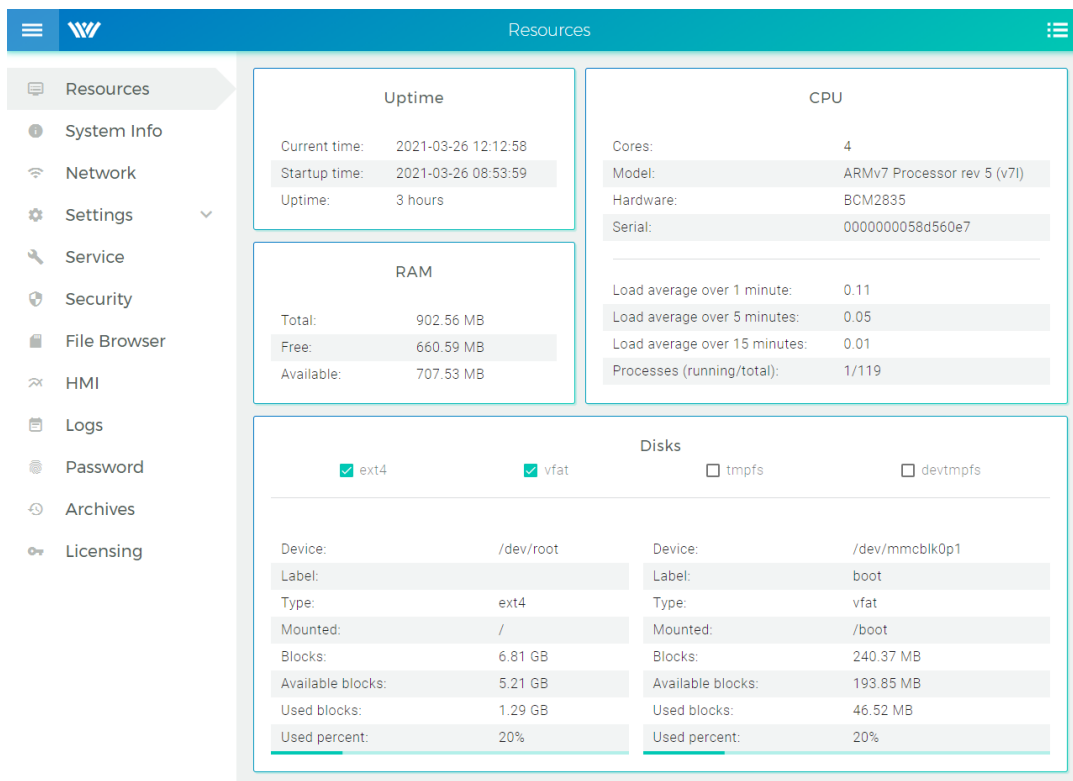 Resources
Resources
System Info
Network
Settings
Service
Security
File Browser
HMI
Logs
Password
Archives
Licensing
Uptime
Current time: 2021-03-26 12:12:58
Startup time: 2021-03-26 08:53:59
Uptime: 3 hours
RAM
Total: 902.56 MB
Free: 660.59 MB
Available: 707.53 MB
CPU
Cores: 4
Model: ARMv7 Processor rev 5 (v7l)
Hardware: BCM2835
Serial: 0000000058d560e7
Load average over 1 minute: 0.11
Load average over 5 minutes: 0.05
Load average over 15 minutes: 0.01
Processes (running/total): 1/119
Disks
ext4 vfat tmpfs devtmpfs
Device: /dev/root
Label:
Type: ext4
Mounted: /
Blocks: 6.81 GB
Available blocks: 5.21 GB
Used blocks: 1.29 GB
Used percent: 20%
Device: /dev/mmcblk0p1
Label: boot
Type: vfat
Mounted: /boot
Blocks: 240.37 MB
Available blocks: 193.85 MB
Used blocks: 46.52 MB
Used percent: 20%